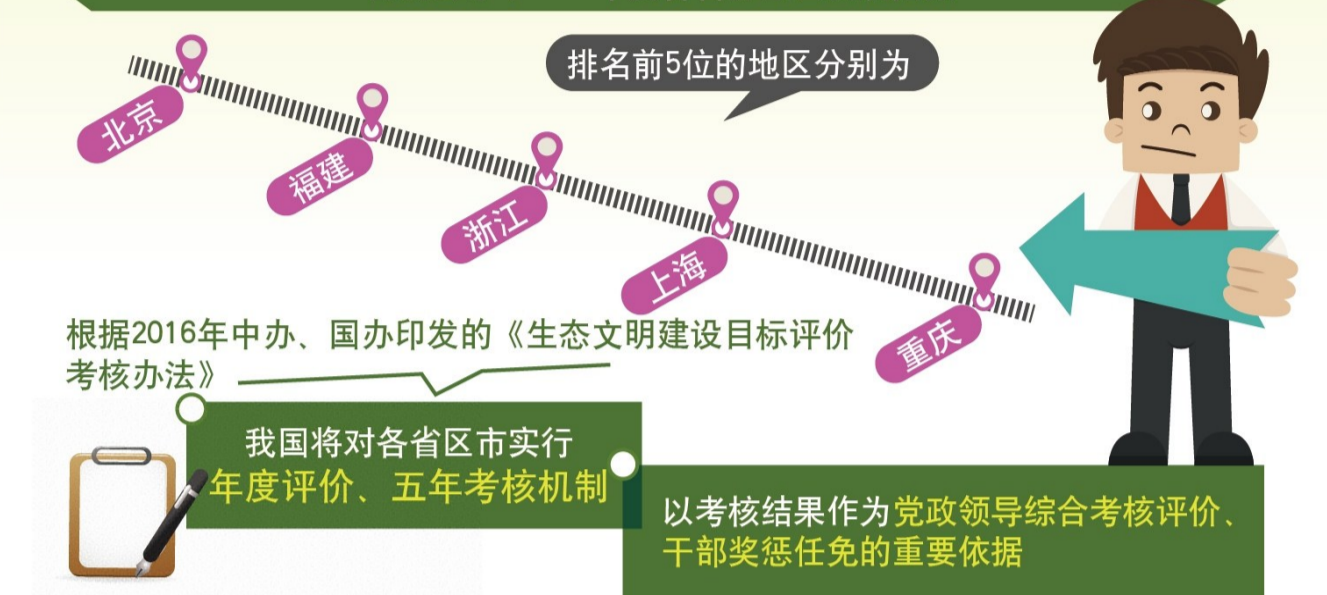 排名前5位的地区分别为
北京
福建
浙江
上海
重庆
根据2016年中办、国办印发的《生态文明建设目标评价
考核办法》
我国将对各省区市实行
年度评价、五年考核机制
以考核结果作为党政领导综合考核评价、
干部奖惩任免的重要依据